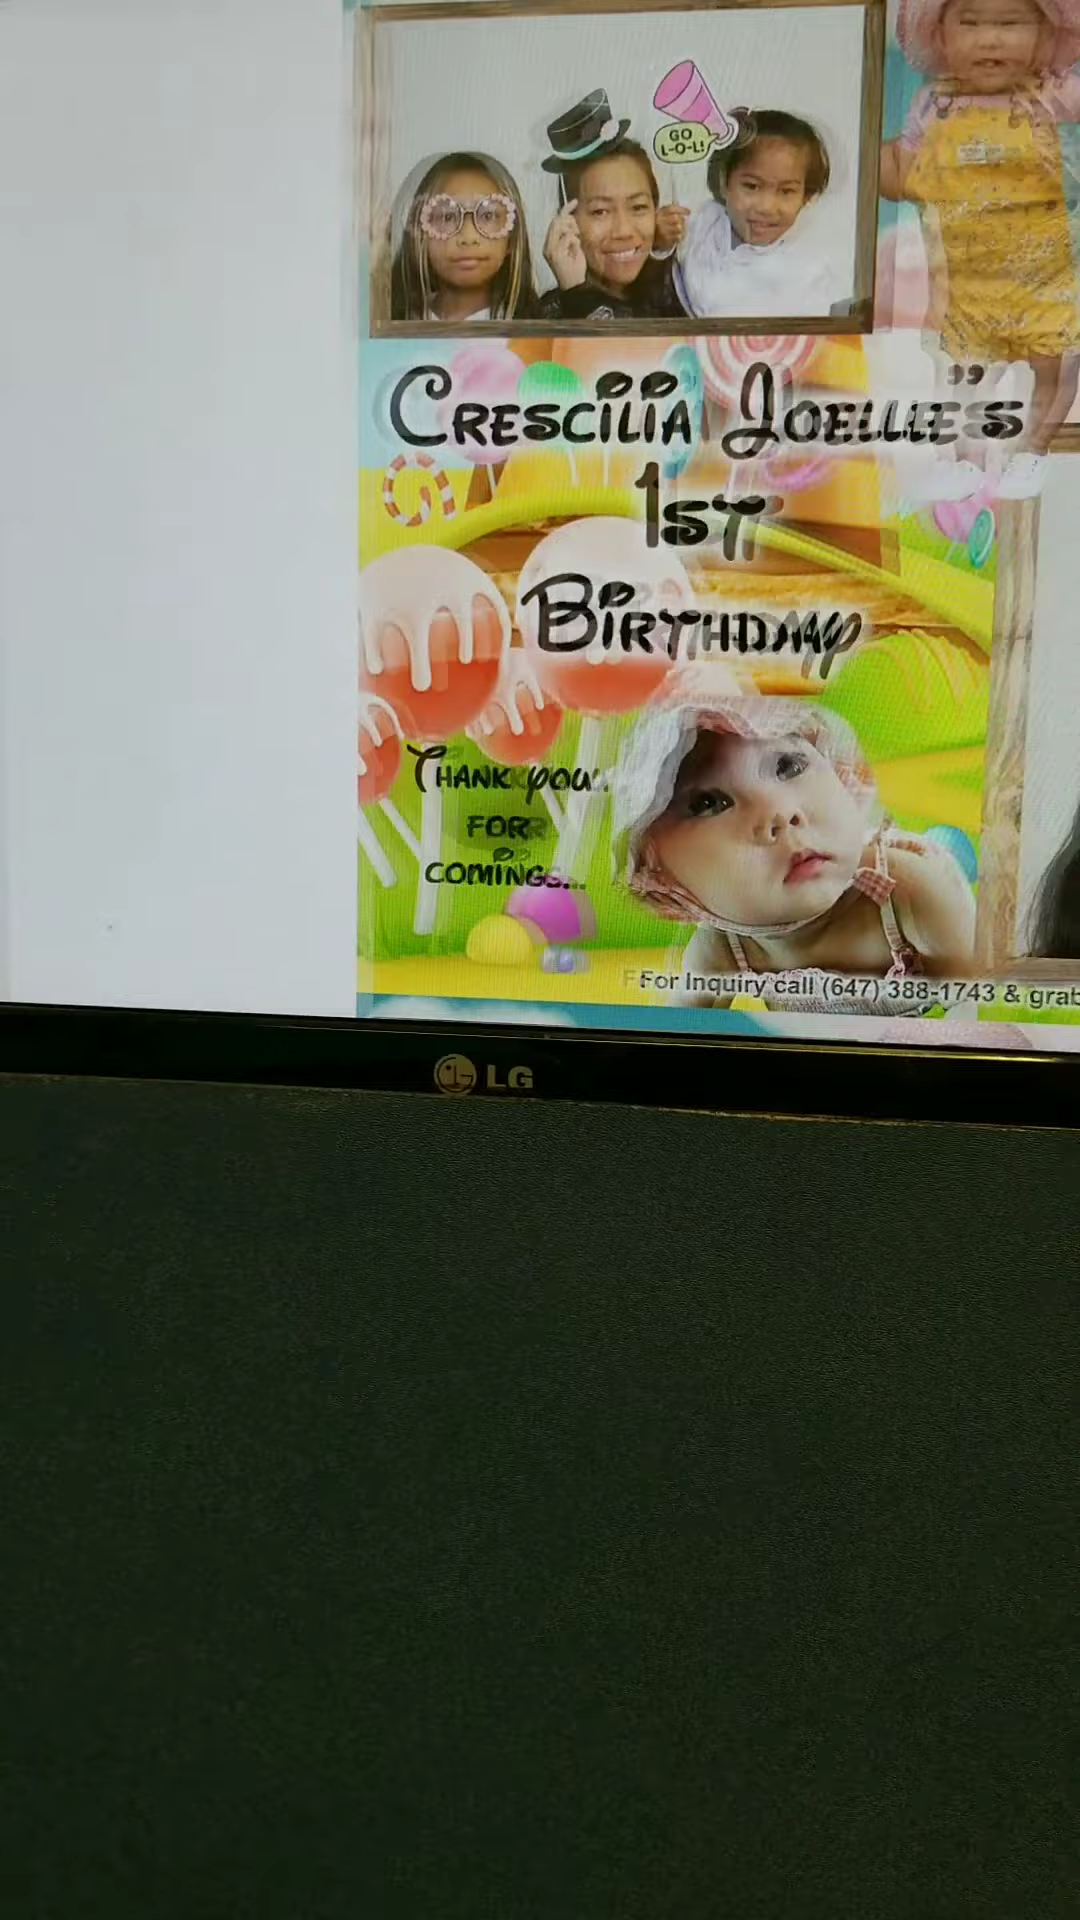 GO
L-O-L!
Crescilia Joelle's
1st
Birthday
Thank you
for
coming...
For Inquiry call (647) 388-1743 & grab
LG